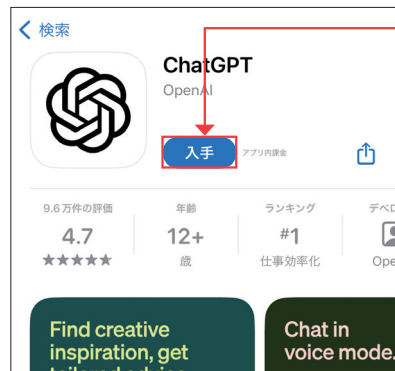 検索
ChatGPT
OpenAI
入手
アプリ内課金
9.6万件の評価
4.7
★★★★★
年齢
12+
歳
ランキング
#1
仕事効率化
デベロ
Ope
Find creative
inspiration, get
tailored advice
Chat in
voice mode.